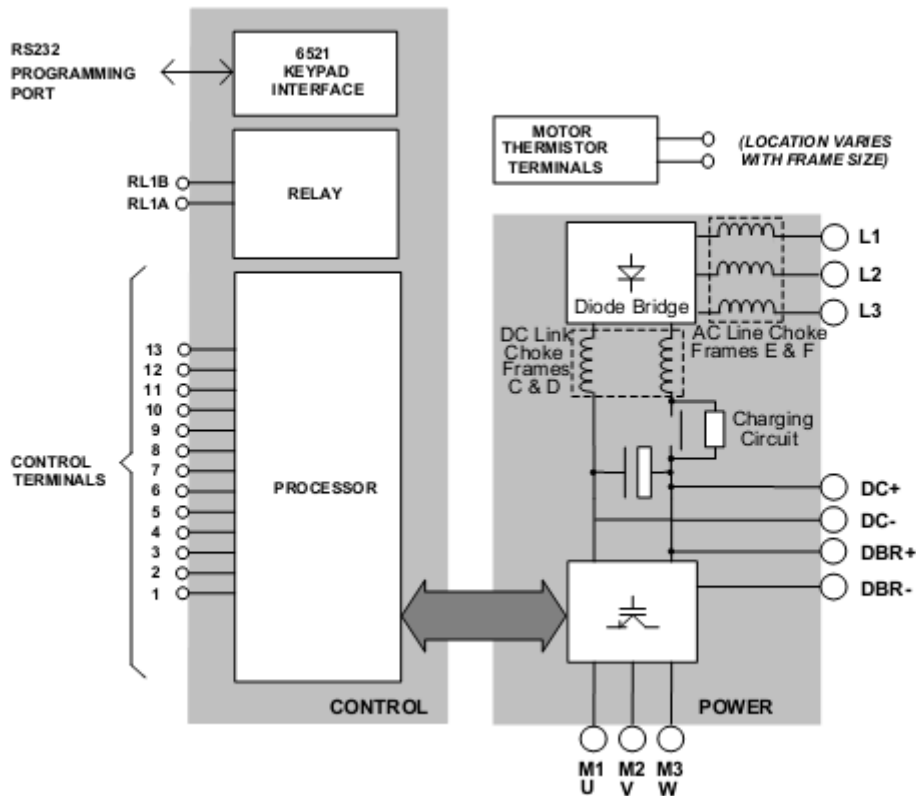 RS232
PROGRAMMING
PORT
6521
KEYPAD
INTERFACE
RL1B
RL1A
RELAY
CONTROL
TERMINALS
13
12
11
10
9
8
7
6
5
4
3
2
1
PROCESSOR
CONTROL
MOTOR
THERMISTOR
TERMINALS
(LOCATION VARIES
WITH FRAME SIZE)
Diode Bridge
L1
L2
L3
DC Link
Choke
Frames
C & D
AC Line Choke
Frames E & F
Charging
Circuit
DC+
DC-
DBR+
DBR-
POWER
M1 M2 M3
U V W